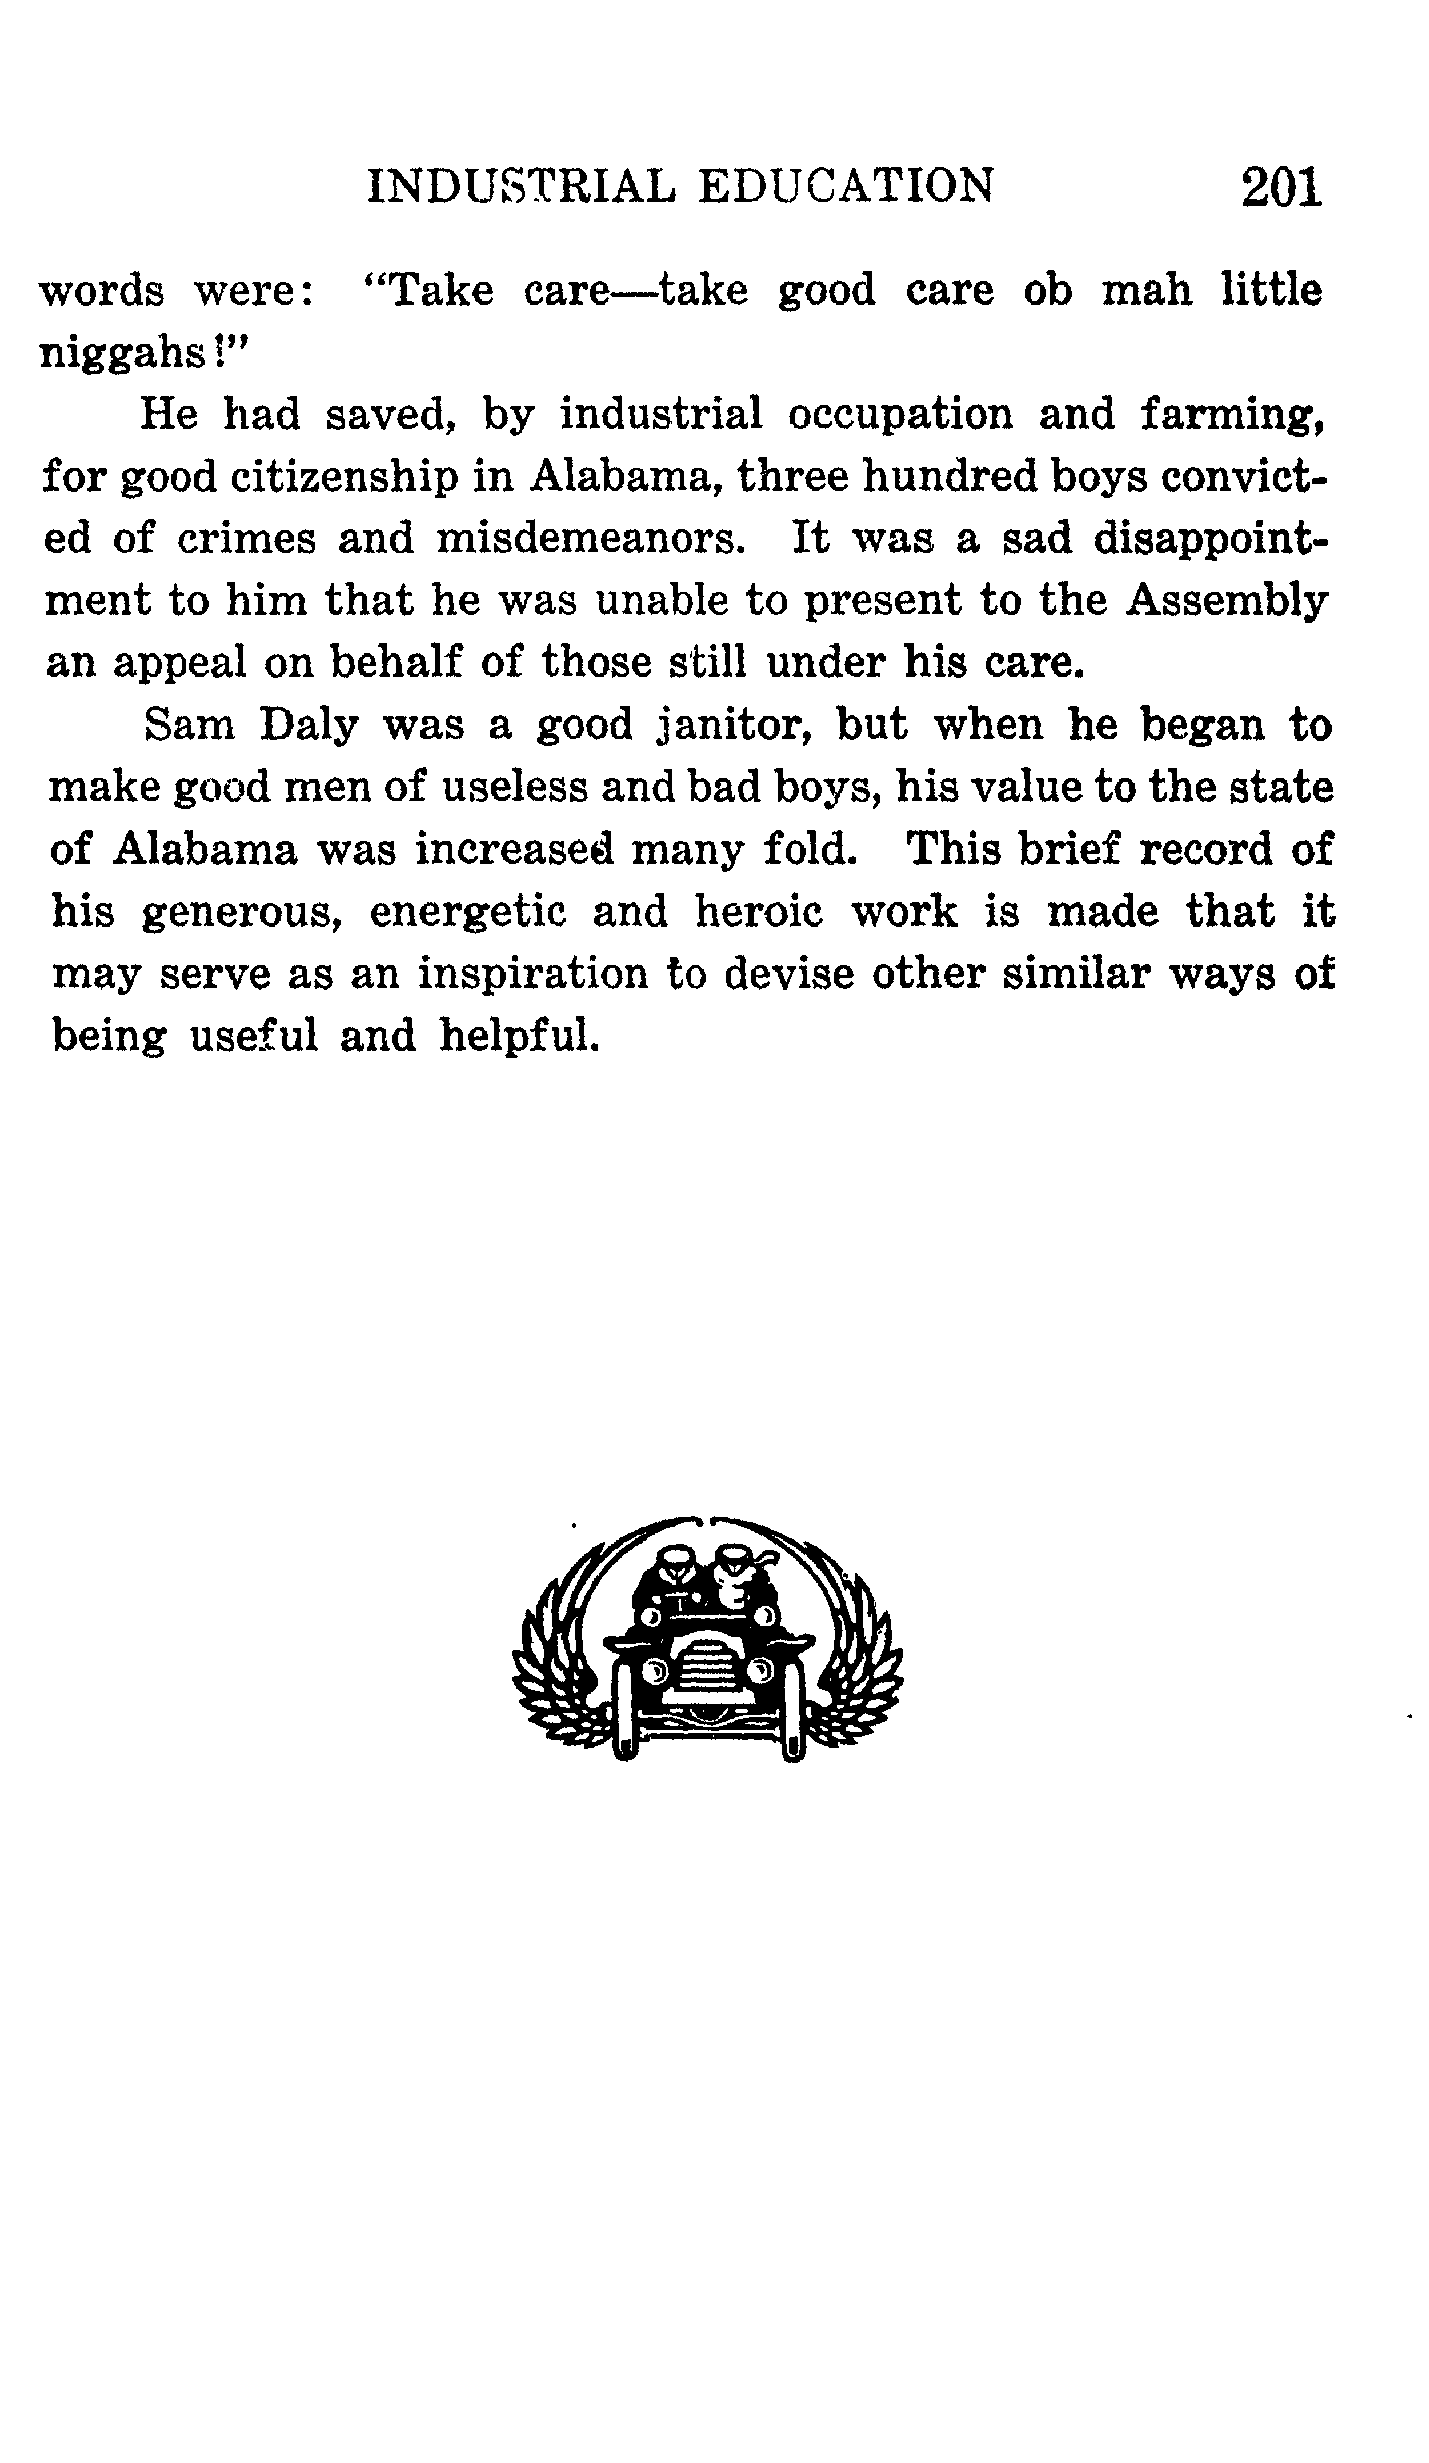 INDUSTRIAL EDUCATION 201
words were: "Take care—take good care ob mah little
niggahs!"
He had saved, by industrial occupation and farming,
for good citizenship in Alabama, three hundred boys convict-
ed of crimes and misdemeanors. It was a sad disappoint-
ment to him that he was unable to present to the Assembly
an appeal on behalf of those still under his care.
Sam Daly was a good janitor, but when he began to
make good men of useless and bad boys, his value to the state
of Alabama was increased many fold. This brief record of
his generous, energetic and heroic work is made that it
may serve as an inspiration to devise other similar ways of
being useful and helpful.